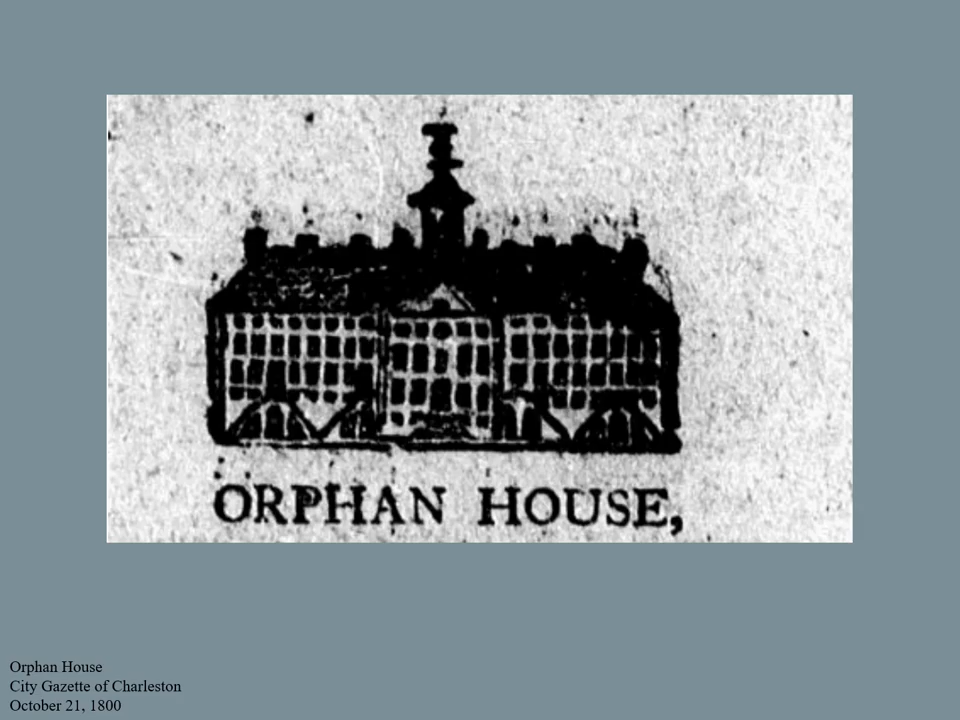 ORPHAN HOUSE,
Orphan House
City Gazette of Charleston
October 21, 1800